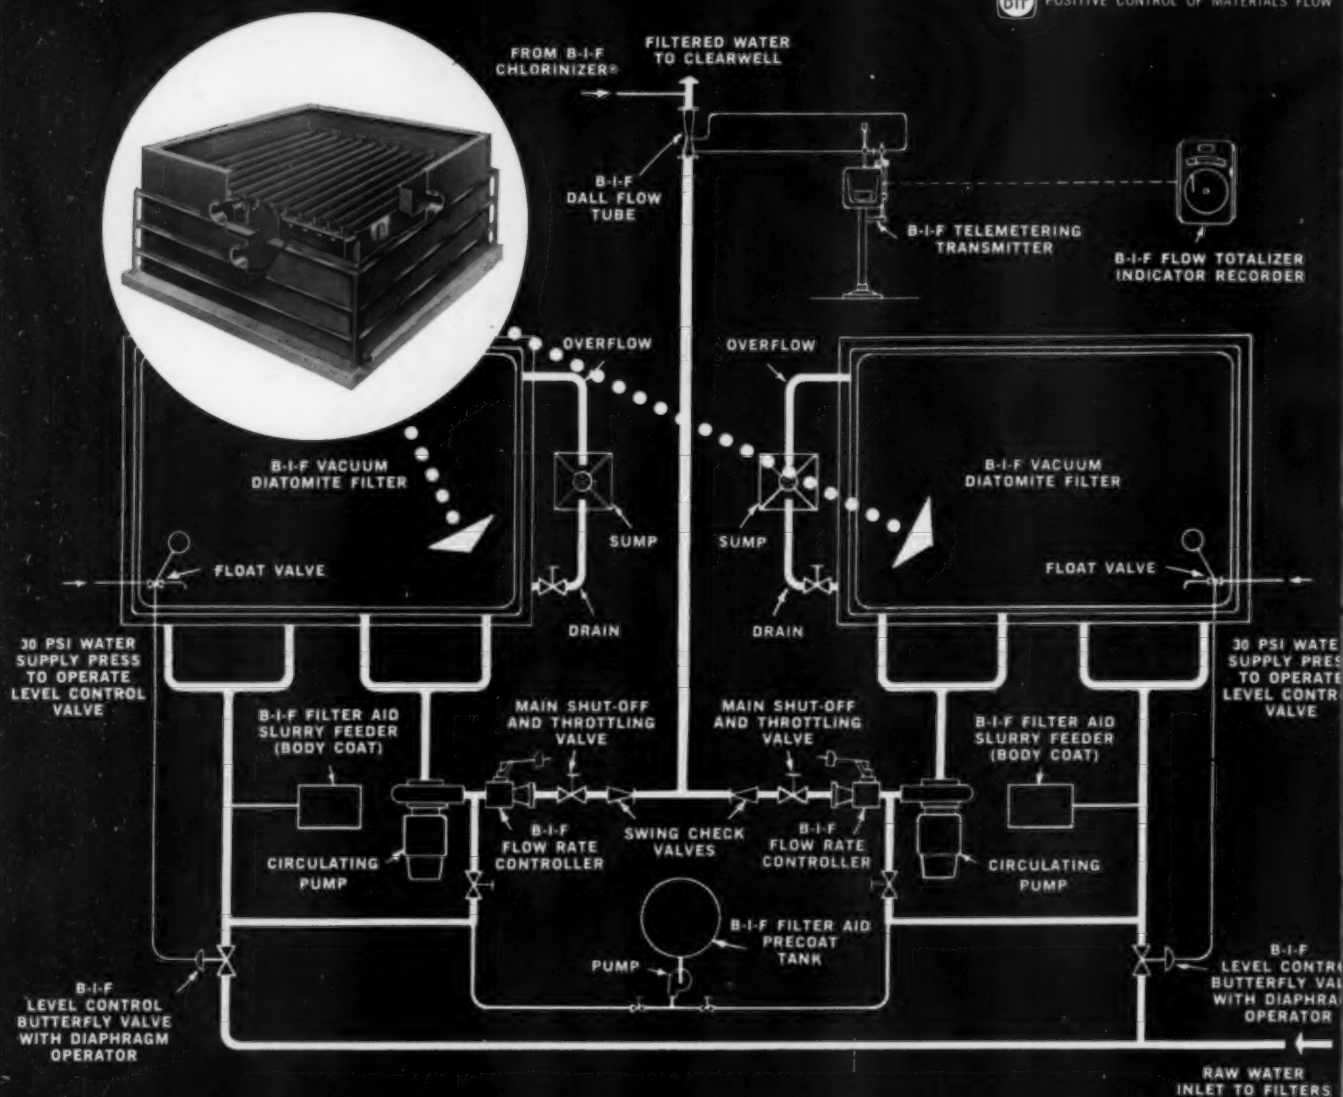 BIF
POSITIVE CONTROL OF MATERIALS FLOW
FROM B-I-F
CHLORINIZER®
FILTERED WATER
TO CLEARWELL
B-I-F
DALL FLOW
TUBE
B-I-F TELEMETERING
TRANSMITTER
B-I-F FLOW TOTALIZER
INDICATOR RECORDER
OVERFLOW
OVERFLOW
B-I-F VACUUM
DIATOMITE FILTER
B-I-F VACUUM
DIATOMITE FILTER
SUMP
SUMP
FLOAT VALVE
FLOAT VALVE
DRAIN
DRAIN
30 PSI WATER
SUPPLY PRESS
TO OPERATE
LEVEL CONTROL
VALVE
30 PSI WATE
SUPPLY PRES
TO OPERATE
LEVEL CONTR
VALVE
B-I-F FILTER AID
SLURRY FEEDER
(BODY COAT)
MAIN SHUT-OFF
AND THROTTLING
VALVE
MAIN SHUT-OFF
AND THROTTLING
VALVE
B-I-F FILTER AID
SLURRY FEEDER
(BODY COAT)
CIRCULATING
PUMP
B-I-F
FLOW RATE
CONTROLLER
SWING CHECK
VALVES
B-I-F
FLOW RATE
CONTROLLER
CIRCULATING
PUMP
B-I-F FILTER AID
PRECOAT
TANK
PUMP
B-I-F
LEVEL CONTROL
BUTTERFLY VALVE
WITH DIAPHRAGM
OPERATOR
B-I-F
LEVEL CONTR
BUTTERFLY VAL
WITH DIAPHRA
OPERATOR
RAW WATER
INLET TO FILTERS